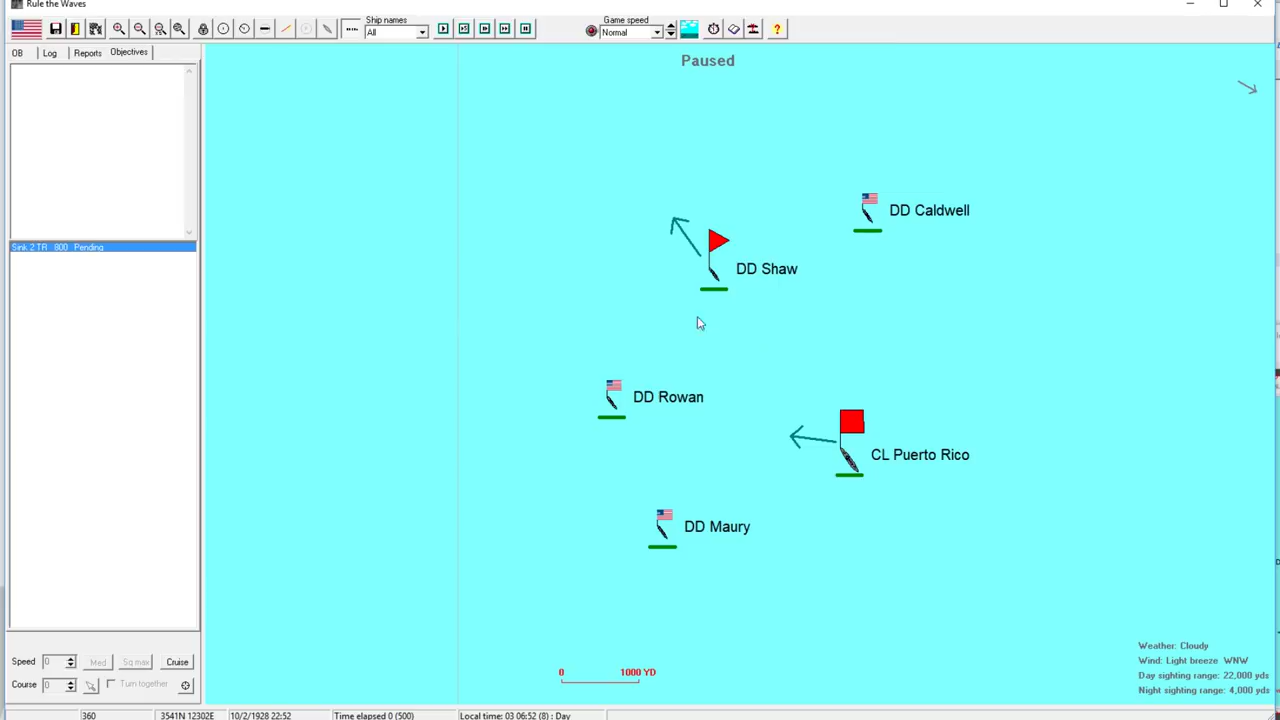 Rule the Waves
Ship names
All
Game speed
Normal
OB
Log
Reports
Objectives
Paused
Sink 2 TR 800 Pending
DD Caldwell
DD Shaw
DD Rowan
CL Puerto Rico
DD Maury
0 1000 YD
Weather: Cloudy
Wind: Light breeze WNW
Day sighting range: 22,000 yds
Night sighting range: 4,000 yds
Speed 0 Med Sq max Cruise
Course 0 Turn together
360 3541N 12302E 10/2/1928 22:52 Time elapsed 0 (500) Local time: 03 06:52 (8) : Day